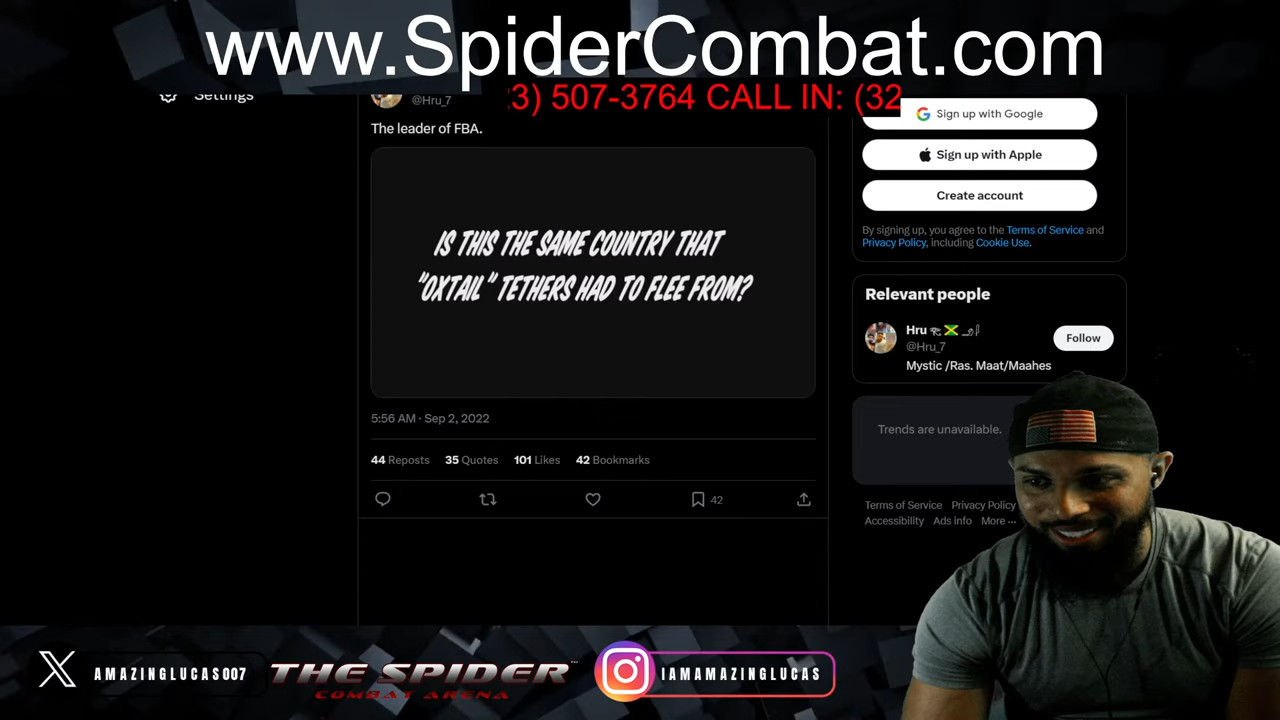 www.SpiderCombat.com
3) 507-3764 CALL IN: (32
Settings
@Hru_7
The leader of FBA.
IS THIS THE SAME COUNTRY THAT
"OXTAIL" TETHERS HAD TO FLEE FROM?
5:56 AM · Sep 2, 2022
44 Reposts 35 Quotes 101 Likes 42 Bookmarks
42
Sign up with Google
Sign up with Apple
Create account
By signing up, you agree to the Terms of Service and
Privacy Policy, including Cookie Use.
Relevant people
Hru
@Hru_7
Follow
Mystic /Ras. Maat/Maahes
Trends are unavailable.
Terms of Service Privacy Policy
Accessibility Ads info More ···
AMAZINGLUCAS007
THE SPIDER
COMBAT ARENA
IAMAMAZINGLUCAS